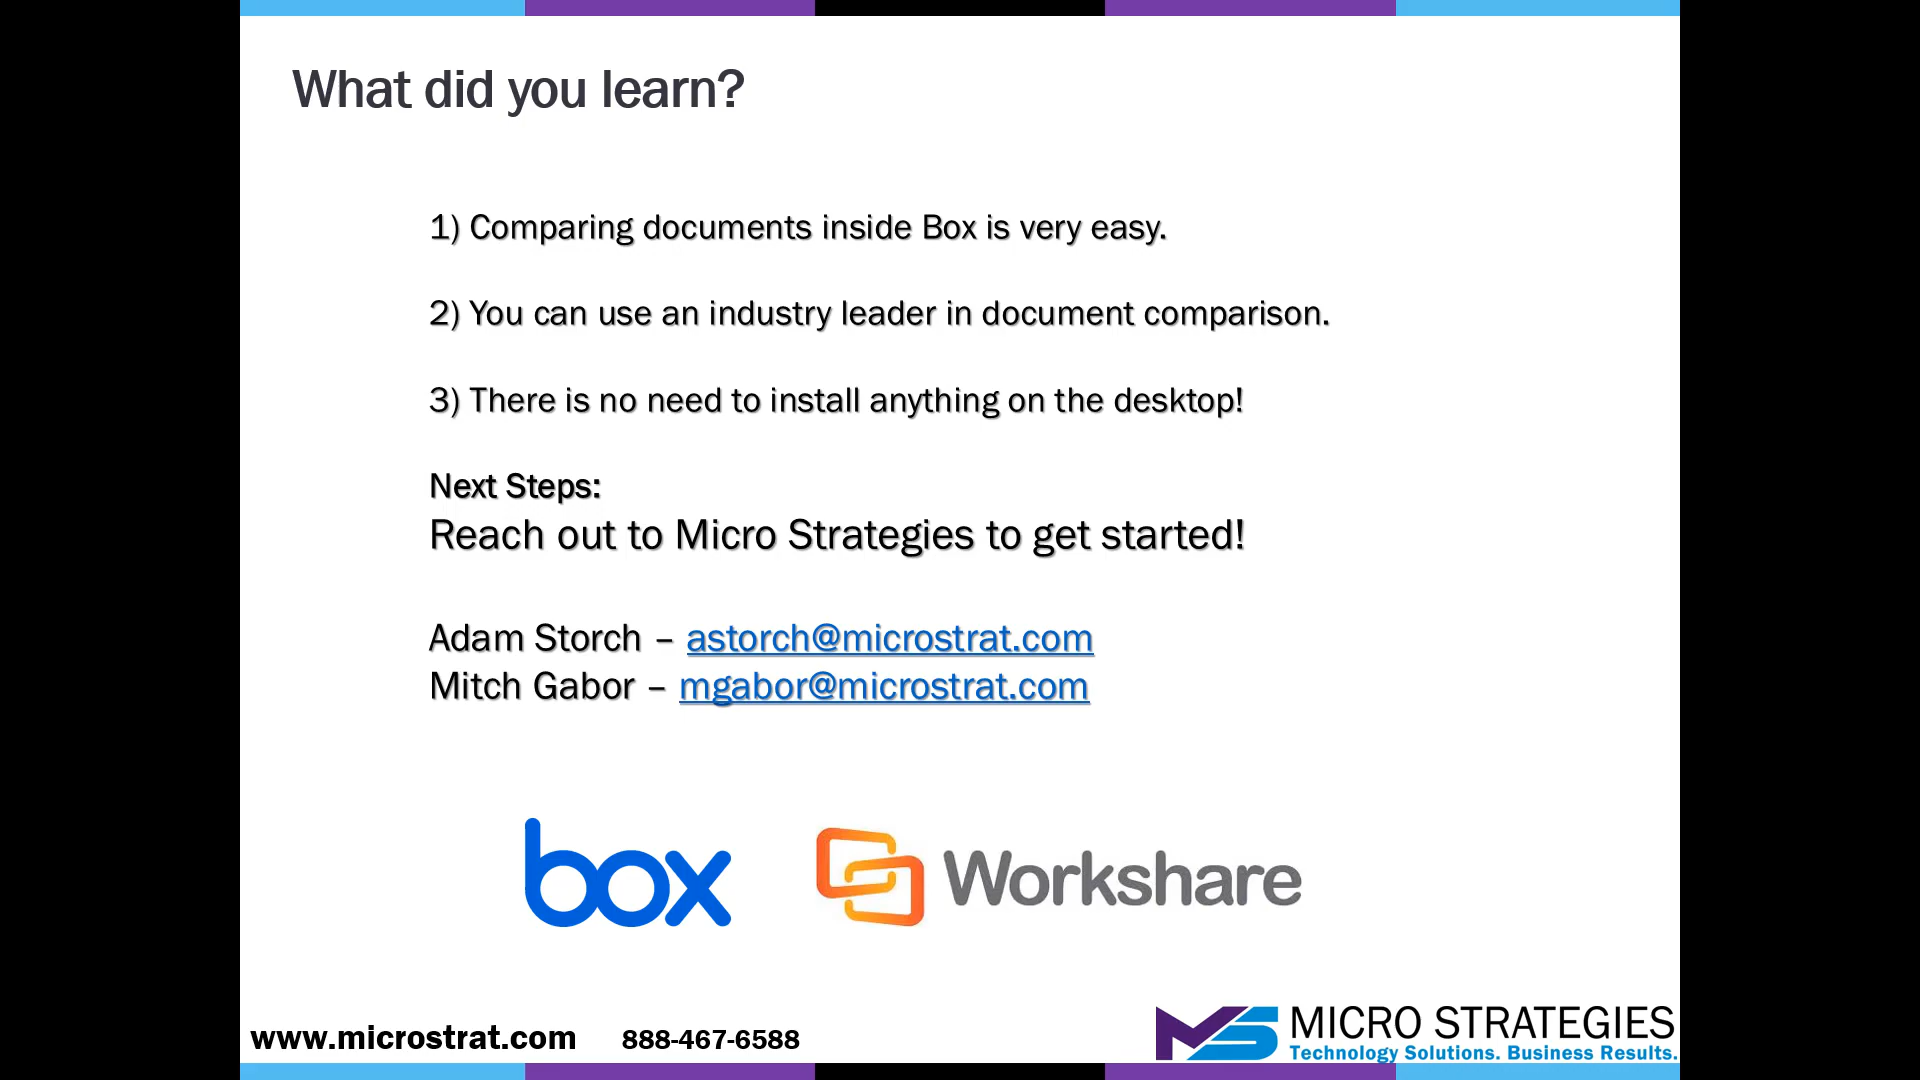 What did you learn?
1) Comparing documents inside Box is very easy.
2) You can use an industry leader in document comparison.
3) There is no need to install anything on the desktop!
Next Steps:
Reach out to Micro Strategies to get started!
Adam Storch – astorch@microstrat.com
Mitch Gabor – mgabor@microstrat.com
box Workshare
www.microstrat.com 888-467-6588
MS MICRO STRATEGIES
Technology Solutions. Business Results.